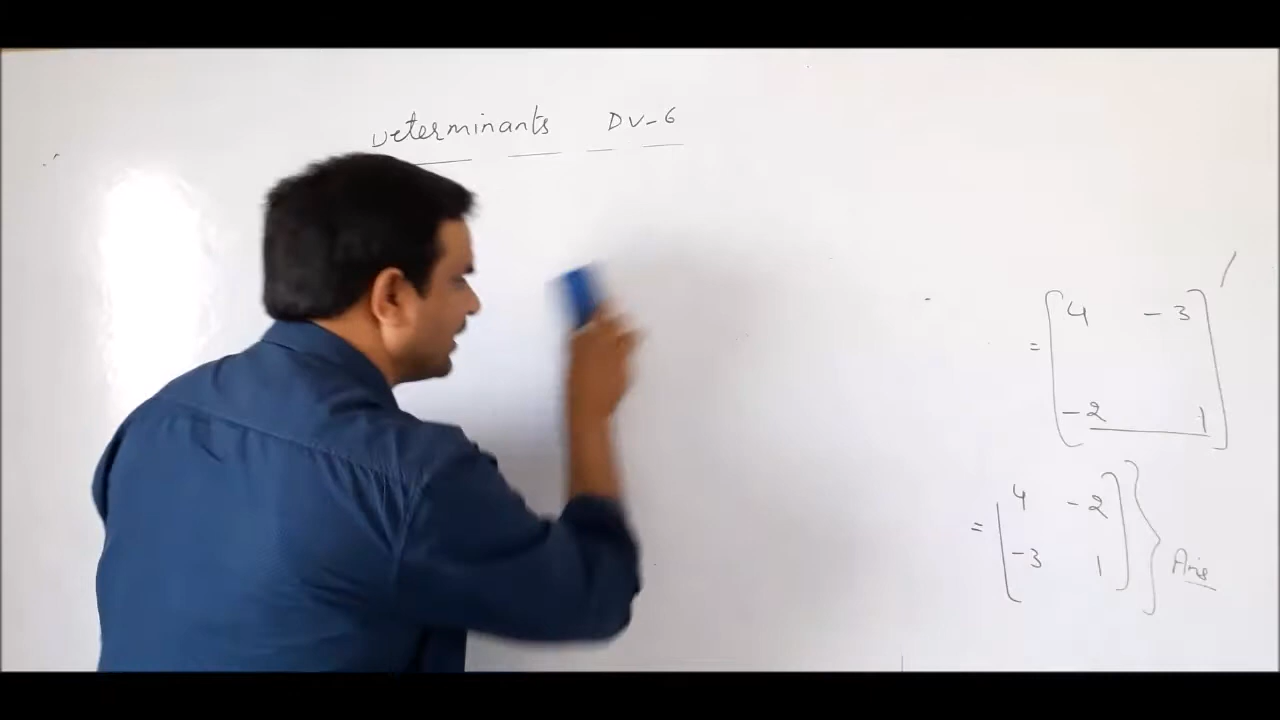 Determinants DV-6
= [ 4 -3
-2 1 ]'
= [ 4 -2
-3 1 ] } Ans